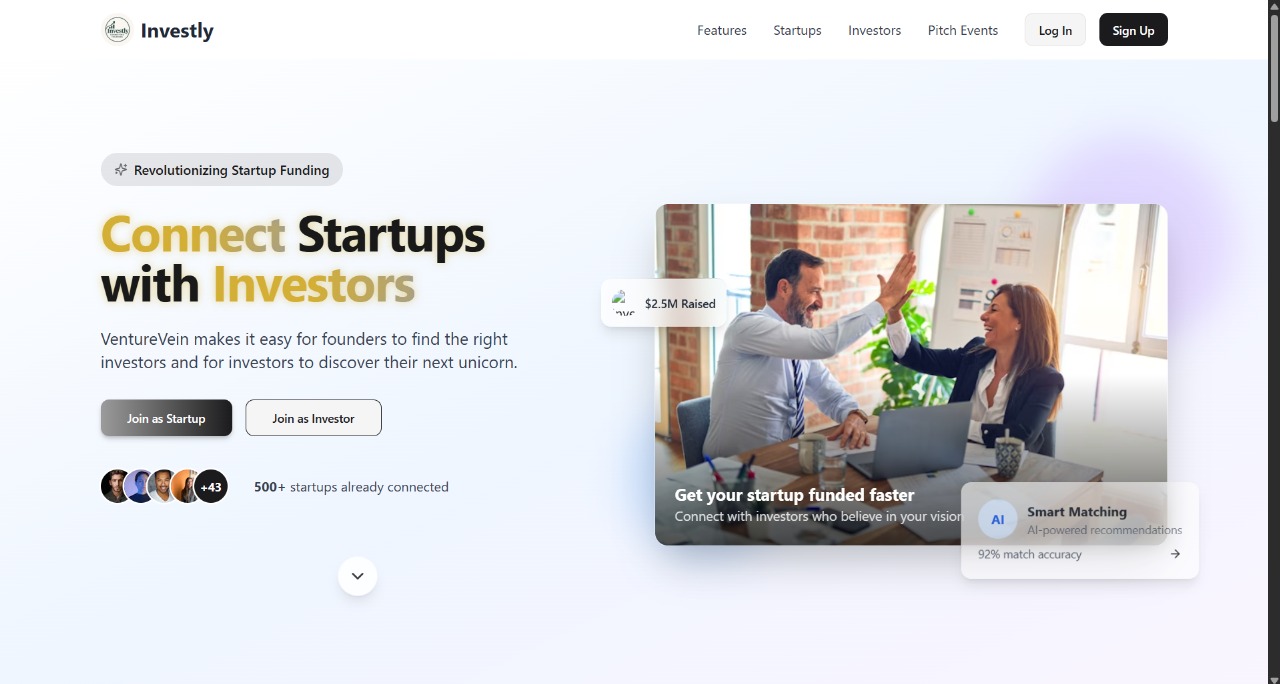 Investly
Features
Startups
Investors
Pitch Events
Log In
Sign Up
Revolutionizing Startup Funding
Connect Startups
with Investors
VentureVein makes it easy for founders to find the right
investors and for investors to discover their next unicorn.
Join as Startup
Join as Investor
+43
500+ startups already connected
$2.5M Raised
Get your startup funded faster
Connect with investors who believe in your vision
AI
Smart Matching
AI-powered recommendations
92% match accuracy